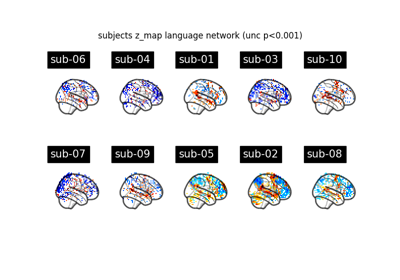 subjects z_map language network (unc p<0.001)
sub-06
sub-04
sub-01
sub-03
sub-10
sub-07
sub-09
sub-05
sub-02
sub-08